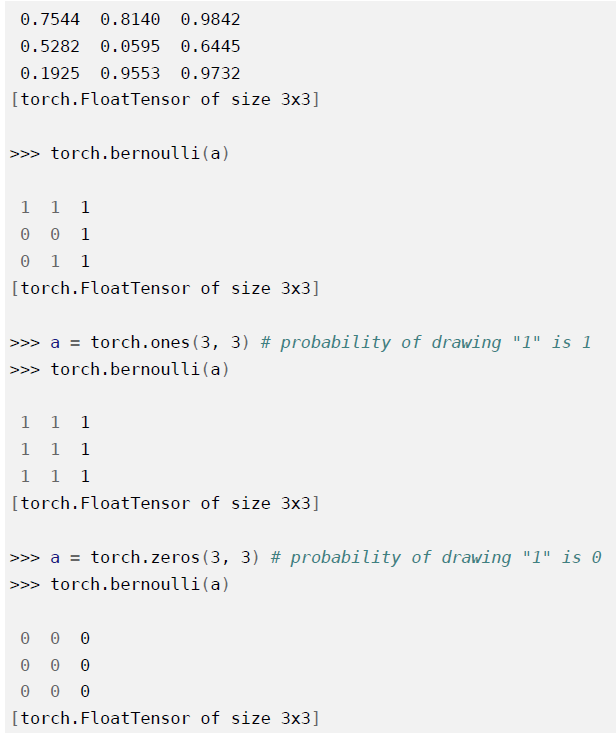 0.7544 0.8140 0.9842
0.5282 0.0595 0.6445
0.1925 0.9553 0.9732
[torch.FloatTensor of size 3x3]
>>> torch.bernoulli(a)
1 1 1
0 0 1
0 1 1
[torch.FloatTensor of size 3x3]
>>> a = torch.ones(3, 3) # probability of drawing "1" is 1
>>> torch.bernoulli(a)
1 1 1
1 1 1
1 1 1
[torch.FloatTensor of size 3x3]
>>> a = torch.zeros(3, 3) # probability of drawing "1" is 0
>>> torch.bernoulli(a)
0 0 0
0 0 0
0 0 0
[torch.FloatTensor of size 3x3]